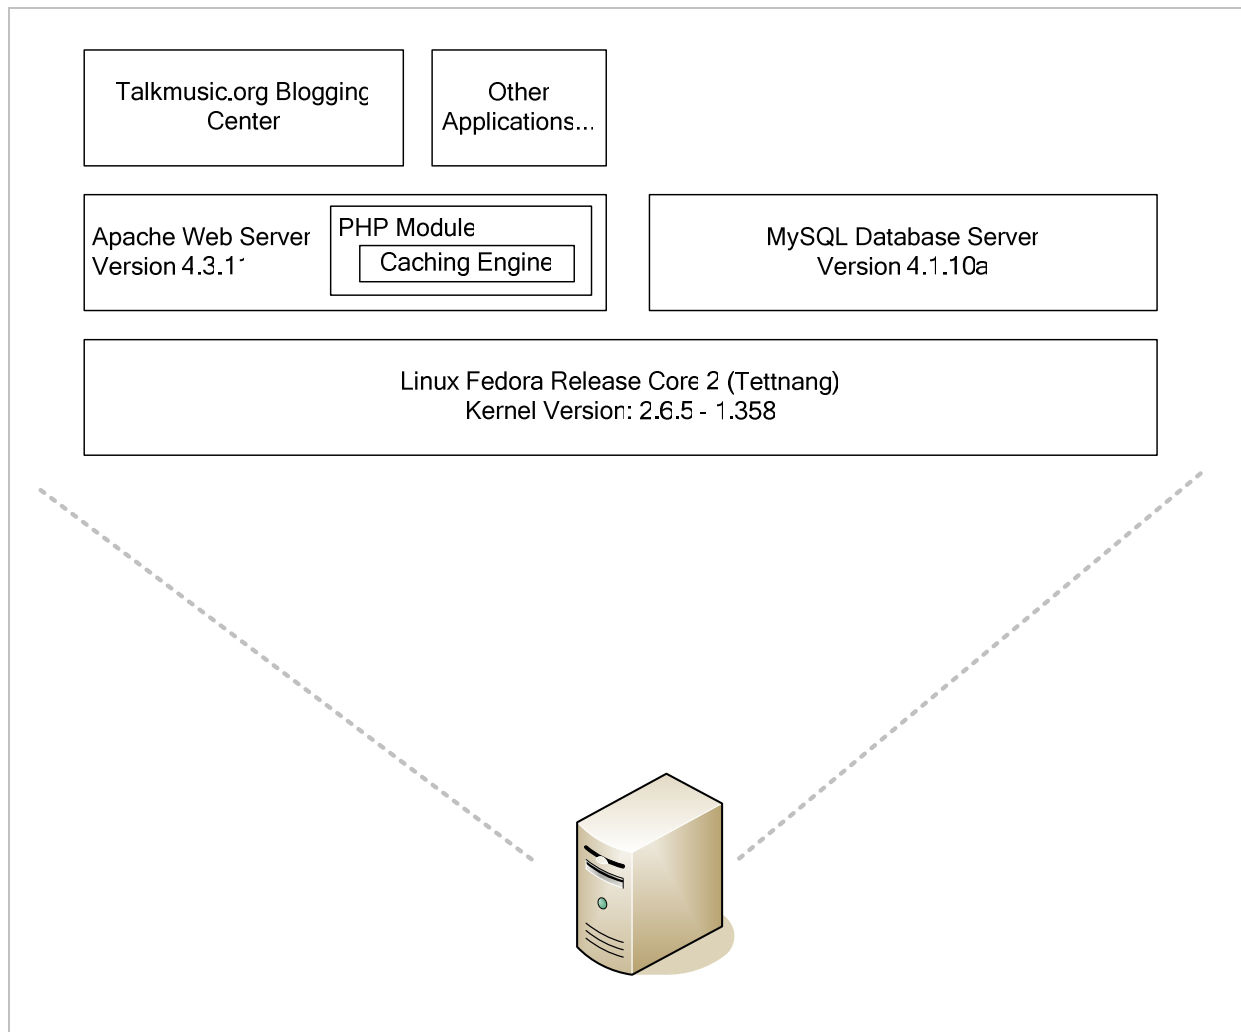 Talkmusic.org Blogging
Center
Other
Applications...
Apache Web Server
Version 4.3.11
PHP Module
Caching Engine
MySQL Database Server
Version 4.1.10a
Linux Fedora Release Core 2 (Tettnang)
Kernel Version: 2.6.5 - 1.358